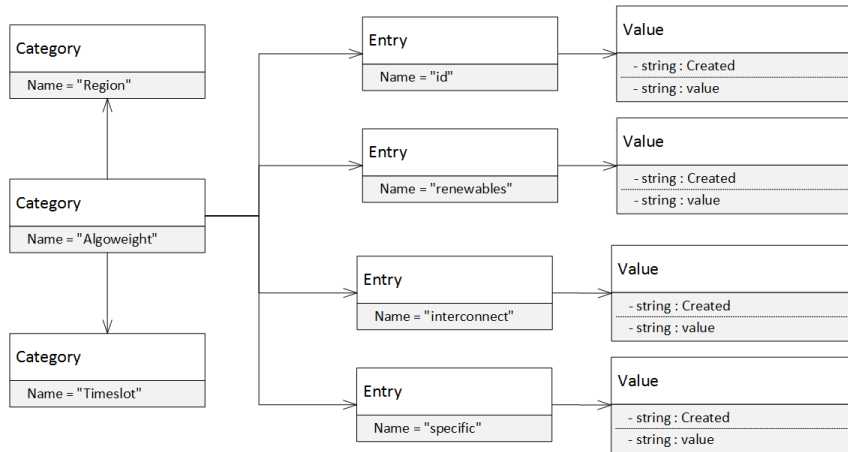 Category
Name = "Region"
Category
Name = "Algoweight"
Category
Name = "Timeslot"
Entry
Name = "id"
Value
- string : Created
- string : value
Entry
Name = "renewables"
Value
- string : Created
- string : value
Entry
Name = "interconnect"
Value
- string : Created
- string : value
Entry
Name = "specific"
Value
- string : Created
- string : value